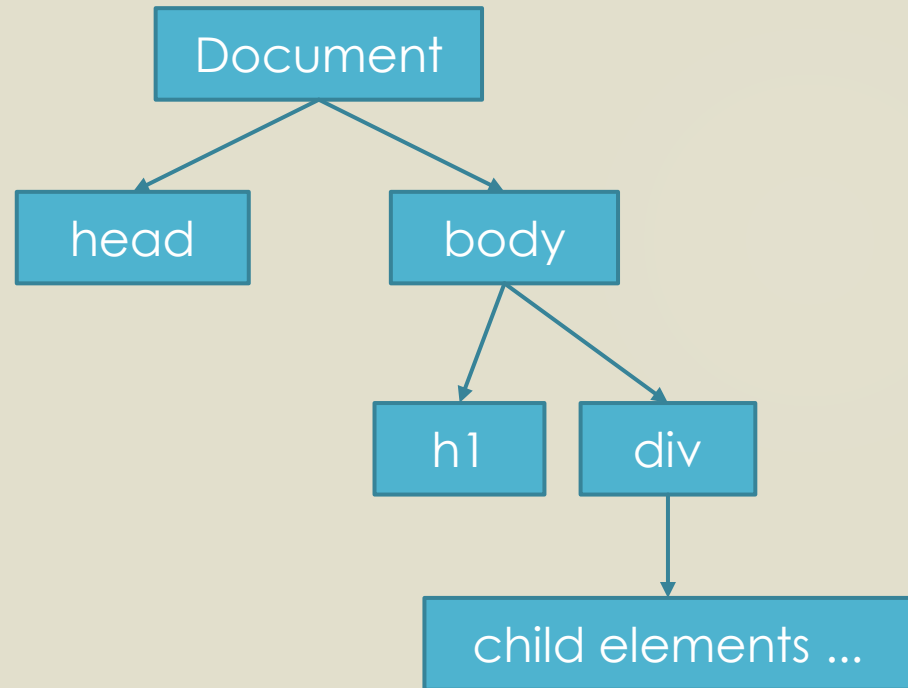 Document
head
body
h1
div
child elements ...